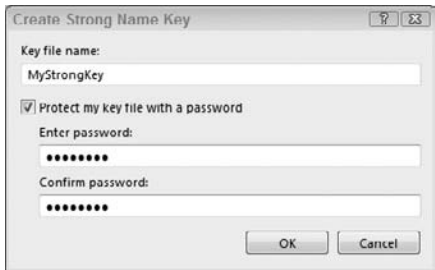 Create Strong Name Key
Key file name:
MyStrongKey
Protect my key file with a password
Enter password:
●●●●●●●●
Confirm password:
●●●●●●●●
OK Cancel